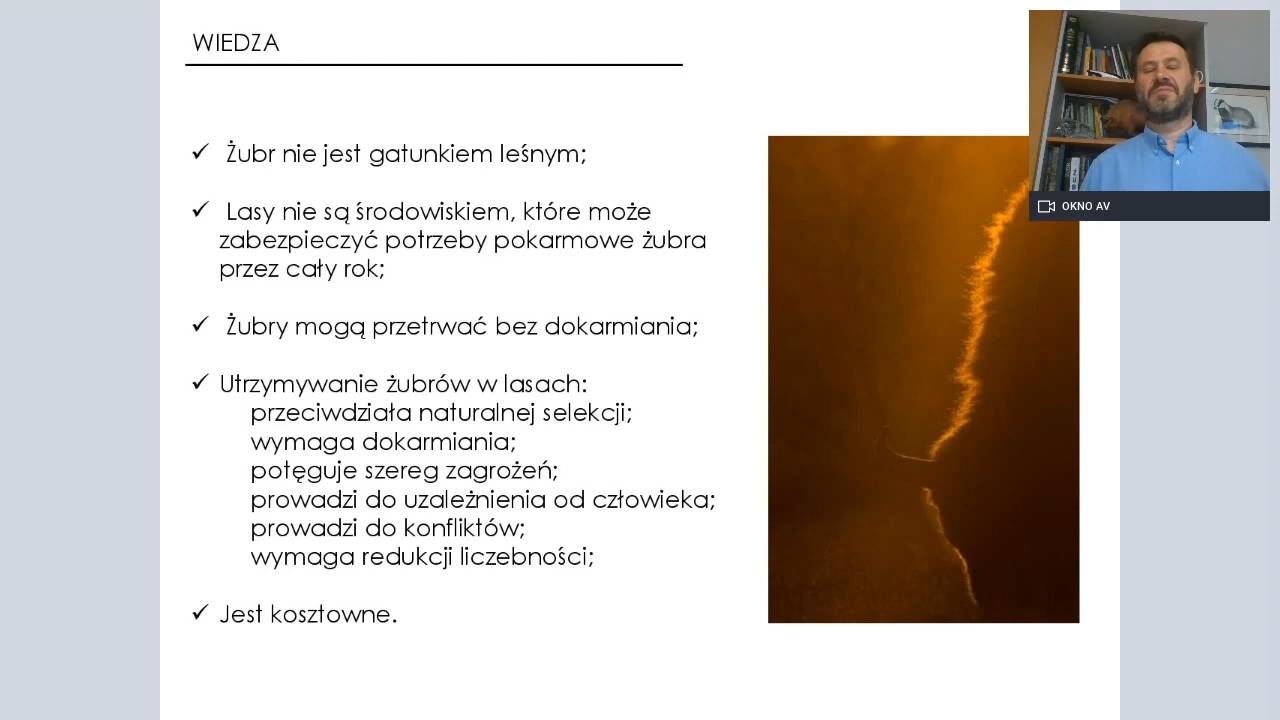 WIEDZA
✓ Żubr nie jest gatunkiem leśnym;
✓ Lasy nie są środowiskiem, które może
zabezpieczyć potrzeby pokarmowe żubra
przez cały rok;
✓ Żubry mogą przetrwać bez dokarmiania;
✓ Utrzymywanie żubrów w lasach:
przeciwdziała naturalnej selekcji;
wymaga dokarmiania;
potęguje szereg zagrożeń;
prowadzi do uzależnienia od człowieka;
prowadzi do konfliktów;
wymaga redukcji liczebności;
✓ Jest kosztowne.
OKNO AV